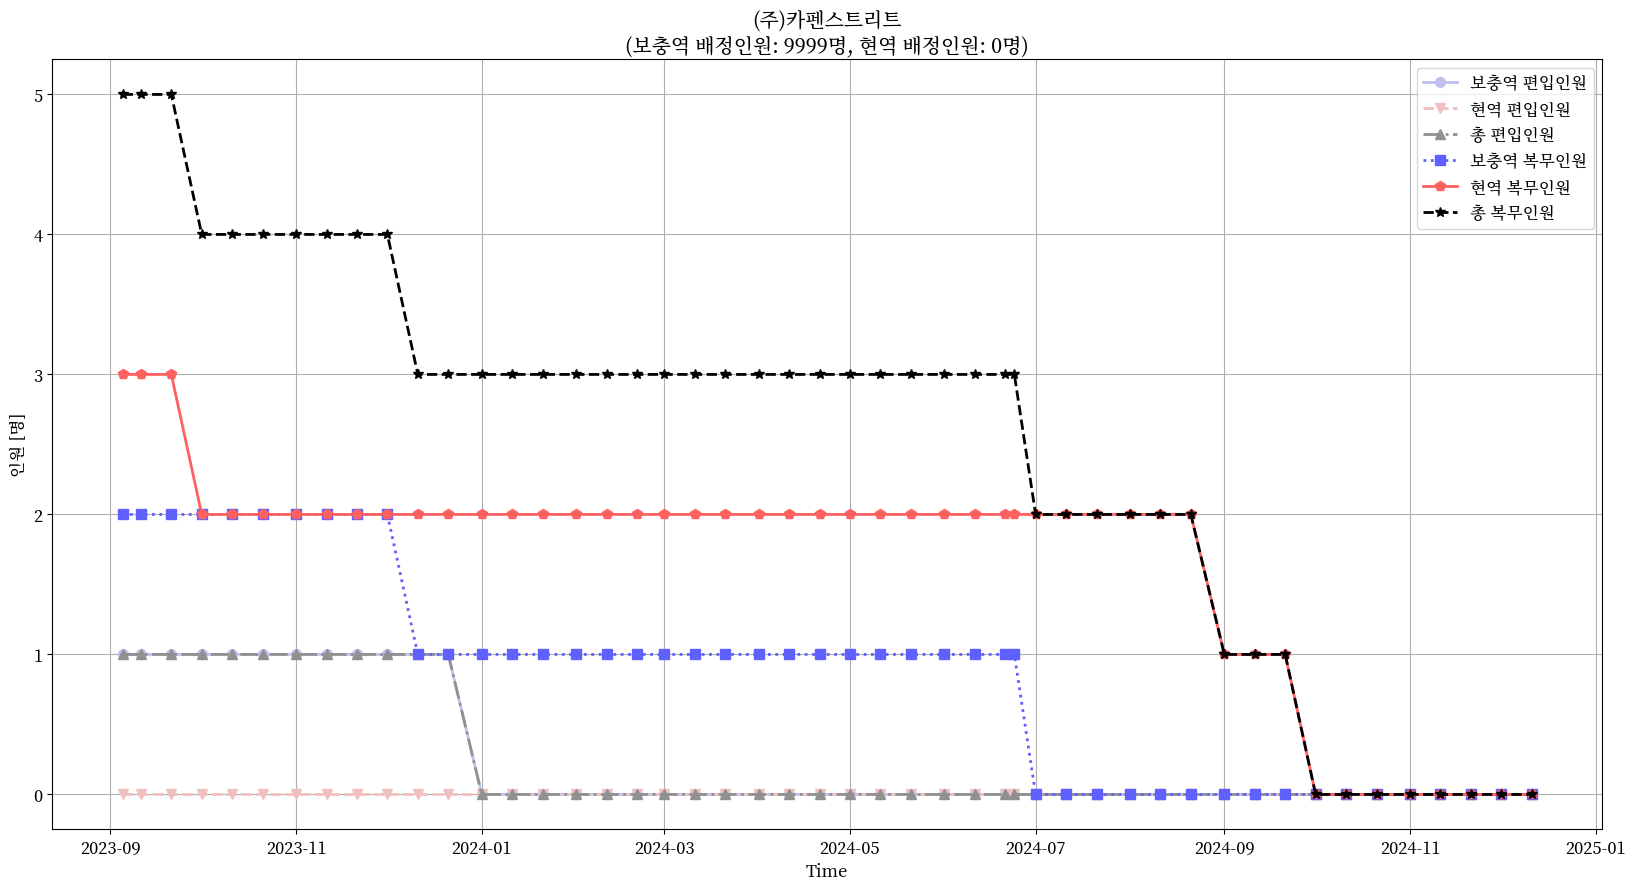 (주)카펜스트리트
(보충역 배정인원: 9999명, 현역 배정인원: 0명)
보충역 편입인원
현역 편입인원
총 편입인원
보충역 복무인원
현역 복무인원
총 복무인원
인원 [명]
5
4
3
2
1
0
2023-09
2023-11
2024-01
2024-03
2024-05
2024-07
2024-09
2024-11
2025-01
Time